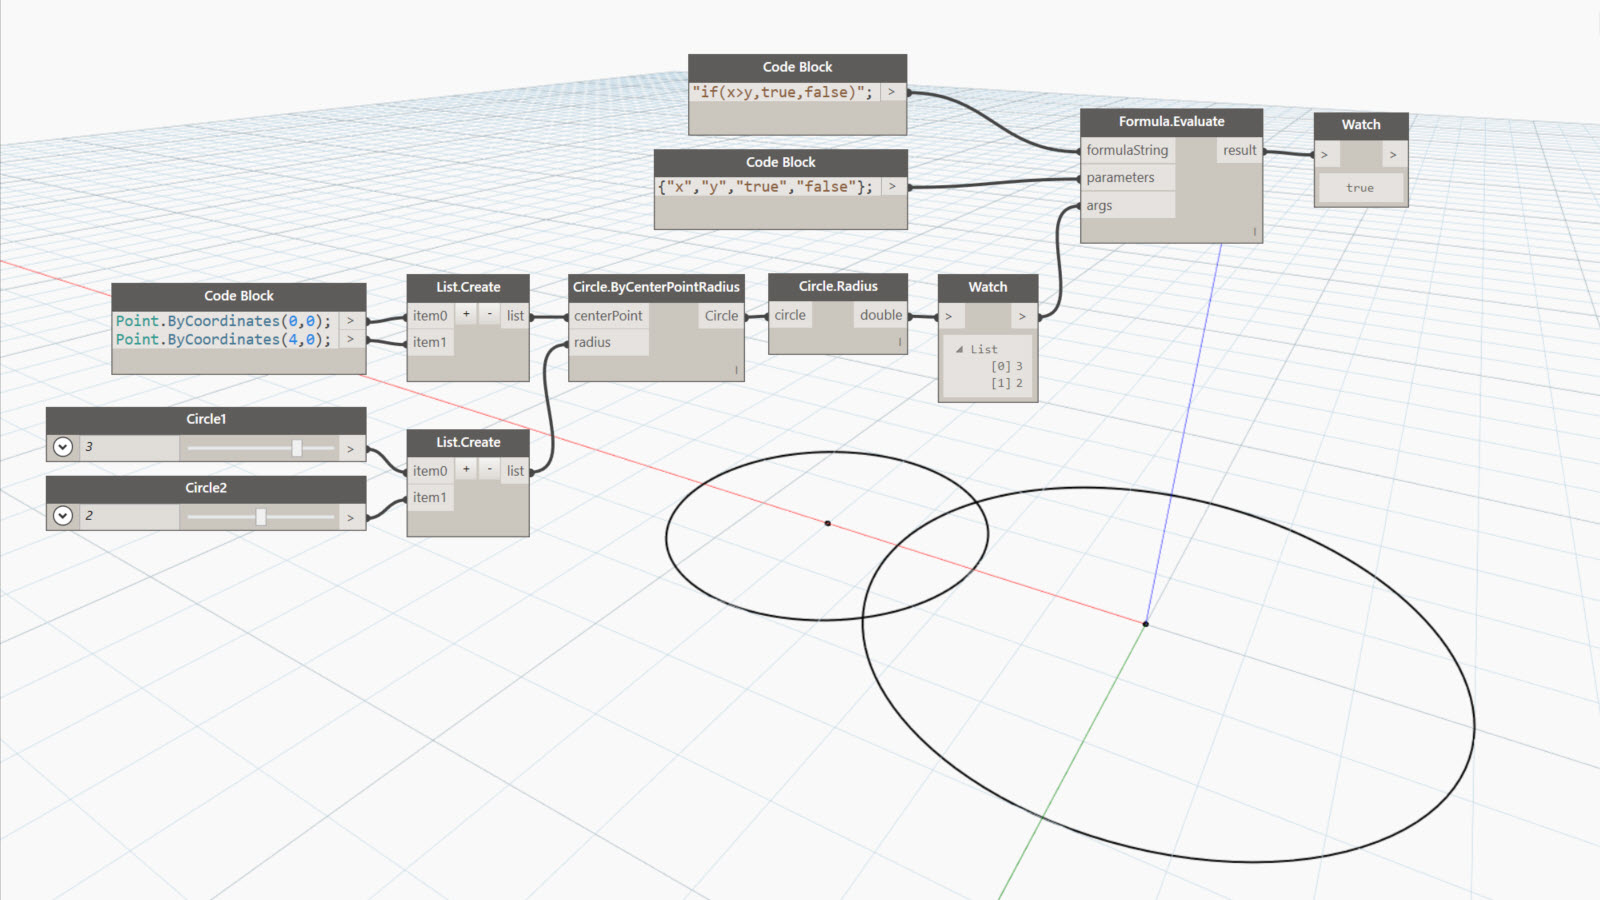 Code Block
"if(x>y,true,false)"; >
Code Block
{"x","y","true","false"}; >
Formula.Evaluate
formulaString result
parameters
args
Watch
> >
true
Code Block
Point.ByCoordinates(0,0); >
Point.ByCoordinates(4,0); >
List.Create
item0 + - list
item1
Circle.ByCenterPointRadius
centerPoint Circle
radius
Circle.Radius
circle double
Watch
> >
List
[0] 3
[1] 2
Circle1
3 >
Circle2
2 >
List.Create
item0 + - list
item1